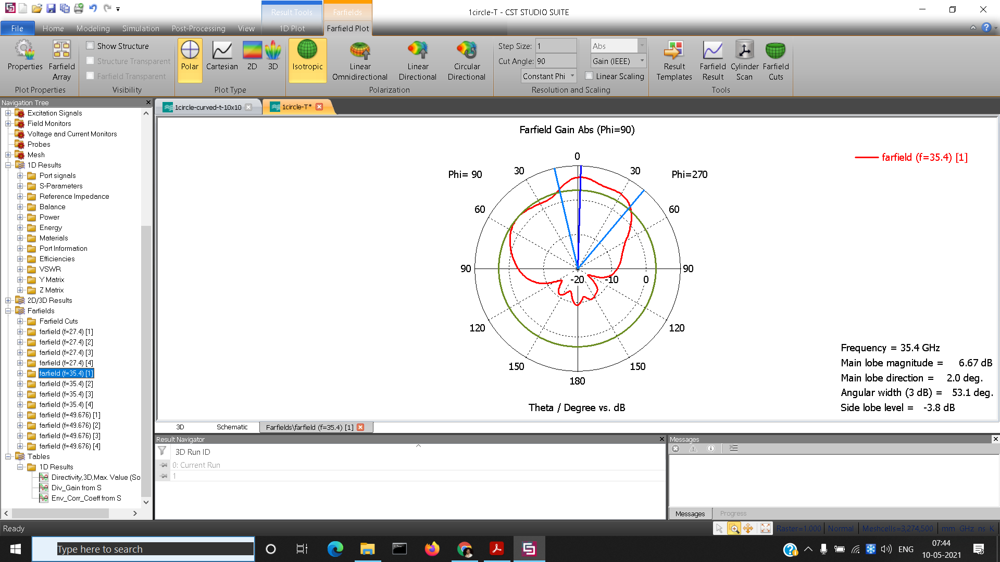 1circle-T - CST STUDIO SUITE
Result Tools
Farfields
File
Home
Modeling
Simulation
Post-Processing
View
1D Plot
Farfield Plot
Properties
Farfield Array
Plot Properties
Show Structure
Structure Transparent
Farfield Transparent
Visibility
Polar
Cartesian
2D
3D
Plot Type
Isotropic
Linear Omnidirectional
Linear Directional
Circular Directional
Polarization
Step Size: 1
Cut Angle: 90
Constant Phi
Abs
Gain (IEEE)
Linear Scaling
Resolution and Scaling
Result Templates
Farfield Result
Cylinder Scan
Farfield Cuts
Tools
Navigation Tree
Excitation Signals
Field Monitors
Voltage and Current Monitors
Probes
Mesh
1D Results
Port signals
S-Parameters
Reference Impedance
Balance
Power
Energy
Materials
Port Information
Efficiencies
VSWR
Y Matrix
Z Matrix
2D/3D Results
Farfields
Farfield Cuts
farfield (f=27.4) [1]
farfield (f=27.4) [2]
farfield (f=27.4) [3]
farfield (f=27.4) [4]
farfield (f=35.4) [1]
farfield (f=35.4) [2]
farfield (f=35.4) [3]
farfield (f=35.4) [4]
farfield (f=49.676) [1]
farfield (f=49.676) [2]
farfield (f=49.676) [3]
farfield (f=49.676) [4]
Tables
1D Results
Directivity,3D,Max. Value (So
Div_Gain from S
Env_Corr_Coeff from S
1circle-curved-t-10x10
1circle-T*
Farfield Gain Abs (Phi=90)
farfield (f=35.4) [1]
0
30
30
Phi= 90
Phi=270
60
60
90
90
-20
-10
0
120
120
150
150
180
Theta / Degree vs. dB
Frequency = 35.4 GHz
Main lobe magnitude = 6.67 dB
Main lobe direction = 2.0 deg.
Angular width (3 dB) = 53.1 deg.
Side lobe level = -3.8 dB
3D
Schematic
Farfields\farfield (f=35.4) [1]
Result Navigator
3D Run ID
0: Current Run
1
Messages
Messages
Progress
Ready
Raster=1.000
Normal
Meshcells=3,274,500
mm GHz ns K
Type here to search
ENG
07:44
10-05-2021